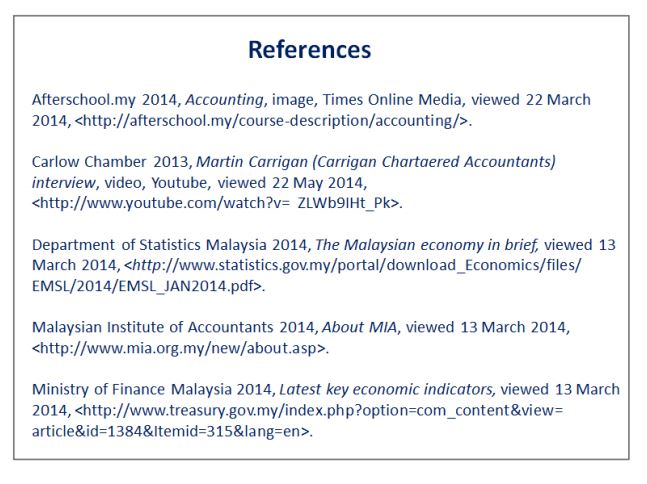 References
Afterschool.my 2014, Accounting, image, Times Online Media, viewed 22 March
2014, <http://afterschool.my/course-description/accounting/>.
Carlow Chamber 2013, Martin Carrigan (Carrigan Chartaered Accountants)
interview, video, Youtube, viewed 22 May 2014,
<http://www.youtube.com/watch?v= ZLWb9IHt_Pk>.
Department of Statistics Malaysia 2014, The Malaysian economy in brief, viewed 13
March 2014, <http://www.statistics.gov.my/portal/download_Economics/files/
EMSL/2014/EMSL_JAN2014.pdf>.
Malaysian Institute of Accountants 2014, About MIA, viewed 13 March 2014,
<http://www.mia.org.my/new/about.asp>.
Ministry of Finance Malaysia 2014, Latest key economic indicators, viewed 13 March
2014, <http://www.treasury.gov.my/index.php?option=com_content&view=
article&id=1384&Itemid=315&lang=en>.